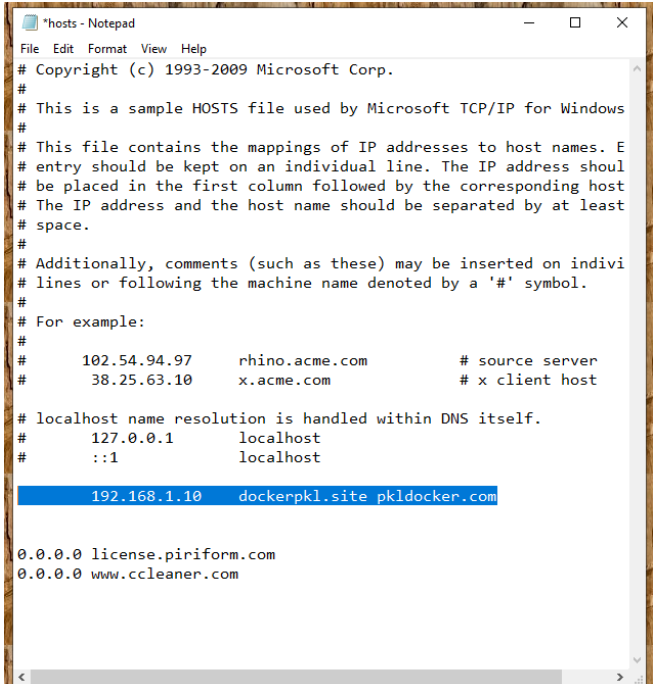 *hosts - Notepad
File Edit Format View Help
# Copyright (c) 1993-2009 Microsoft Corp.
#
# This is a sample HOSTS file used by Microsoft TCP/IP for Windows
#
# This file contains the mappings of IP addresses to host names. E
# entry should be kept on an individual line. The IP address shoul
# be placed in the first column followed by the corresponding host
# The IP address and the host name should be separated by at least
# space.
#
# Additionally, comments (such as these) may be inserted on indivi
# lines or following the machine name denoted by a '#' symbol.
#
# For example:
#
#      102.54.94.97     rhino.acme.com          # source server
#       38.25.63.10     x.acme.com              # x client host
# localhost name resolution is handled within DNS itself.
#       127.0.0.1       localhost
#       ::1             localhost
192.168.1.10    dockerpkl.site pkldocker.com
0.0.0.0 license.piriform.com
0.0.0.0 www.ccleaner.com